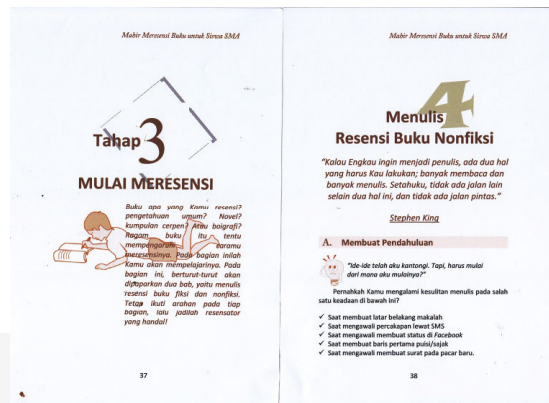 Mahir Meresensi Buku untuk Siswa SMA
Tahap 3
MULAI MERESENSI
Buku apa yang Kamu resensi?
pengetahuan umum? Novel?
kumpulan cerpen? Atau boigrafi?
Ragam buku itu tentu
mempengaruhi caramu
meresensinya. Pada bagian inilah
Kamu akan mempelajarinya. Pada
bagian ini, berturut-turut akan
dipaparkan dua bab, yaitu menulis
resensi buku fiksi dan nonfiksi.
Tetap ikuti arahan pada tiap
bagian, lalu jadilah resensator
yang handal!
37
Mahir Meresensi Buku untuk Siswa SMA
4
Menulis
Resensi Buku Nonfiksi
"Kalau Engkau ingin menjadi penulis, ada dua hal
yang harus Kau lakukan; banyak membaca dan
banyak menulis. Setahuku, tidak ada jalan lain
selain dua hal ini, dan tidak ada jalan pintas."
Stephen King
A. Membuat Pendahuluan
"Ide-ide telah aku kantongi. Tapi, harus mulai
dari mana aku mulainya?"
Pernahkah Kamu mengalami kesulitan menulis pada salah
satu keadaan di bawah ini?
✓ Saat membuat latar belakang makalah
✓ Saat mengawali percakapan lewat SMS
✓ Saat mengawali membuat status di Facebook
✓ Saat membuat baris pertama puisi/sajak
✓ Saat mengawali membuat surat pada pacar baru.
38